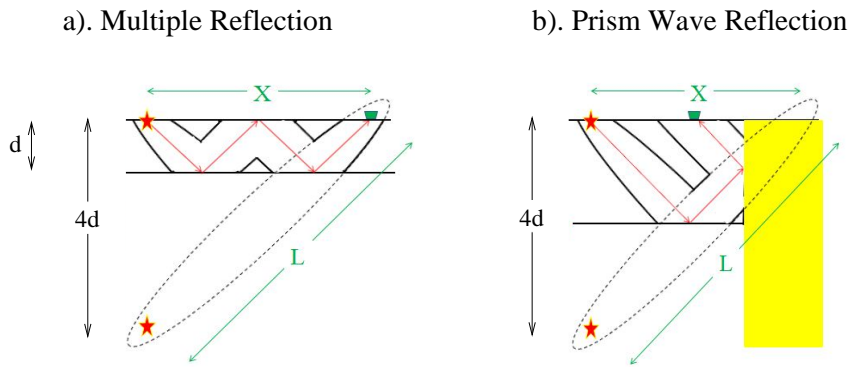 a). Multiple Reflection
b). Prism Wave Reflection
X
X
d
4d
4d
L
L